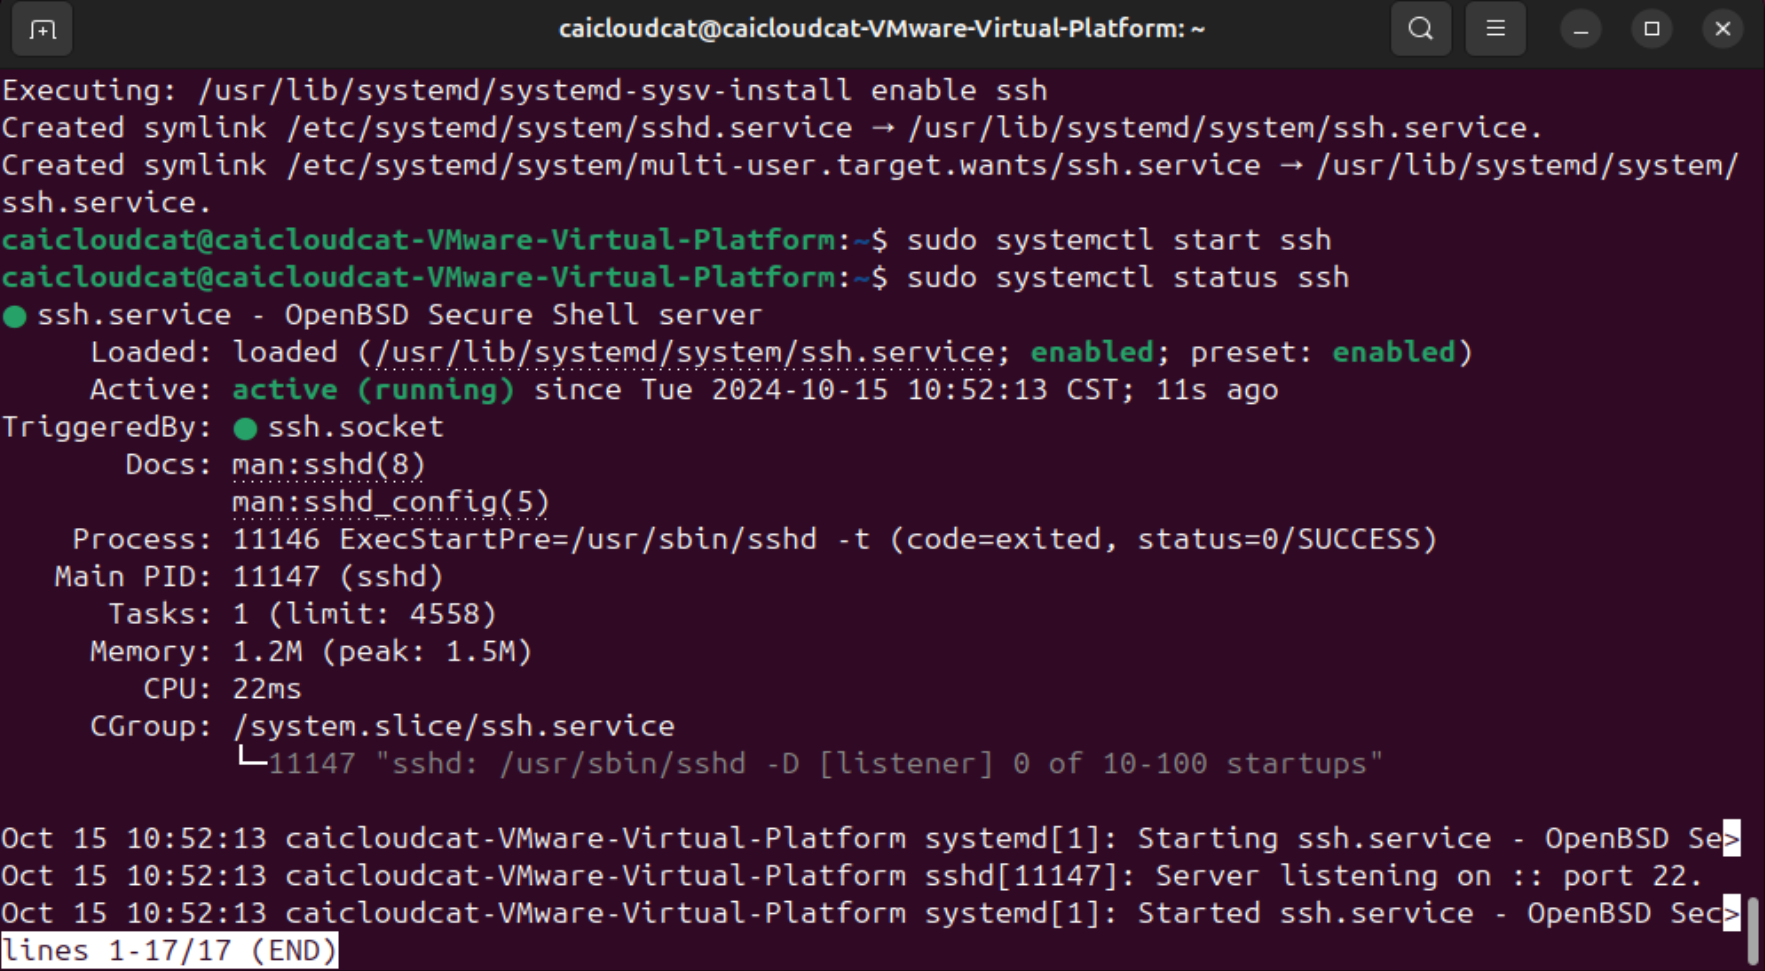 caicloudcat@caicloudcat-VMware-Virtual-Platform: ~
Executing: /usr/lib/systemd/systemd-sysv-install enable ssh
Created symlink /etc/systemd/system/sshd.service → /usr/lib/systemd/system/ssh.service.
Created symlink /etc/systemd/system/multi-user.target.wants/ssh.service → /usr/lib/systemd/system/
ssh.service.
caicloudcat@caicloudcat-VMware-Virtual-Platform:~$ sudo systemctl start ssh
caicloudcat@caicloudcat-VMware-Virtual-Platform:~$ sudo systemctl status ssh
● ssh.service - OpenBSD Secure Shell server
     Loaded: loaded (/usr/lib/systemd/system/ssh.service; enabled; preset: enabled)
     Active: active (running) since Tue 2024-10-15 10:52:13 CST; 11s ago
TriggeredBy: ● ssh.socket
       Docs: man:sshd(8)
             man:sshd_config(5)
    Process: 11146 ExecStartPre=/usr/sbin/sshd -t (code=exited, status=0/SUCCESS)
   Main PID: 11147 (sshd)
      Tasks: 1 (limit: 4558)
     Memory: 1.2M (peak: 1.5M)
        CPU: 22ms
     CGroup: /system.slice/ssh.service
             └─11147 "sshd: /usr/sbin/sshd -D [listener] 0 of 10-100 startups"
Oct 15 10:52:13 caicloudcat-VMware-Virtual-Platform systemd[1]: Starting ssh.service - OpenBSD Se>
Oct 15 10:52:13 caicloudcat-VMware-Virtual-Platform sshd[11147]: Server listening on :: port 22.
Oct 15 10:52:13 caicloudcat-VMware-Virtual-Platform systemd[1]: Started ssh.service - OpenBSD Sec>
lines 1-17/17 (END)